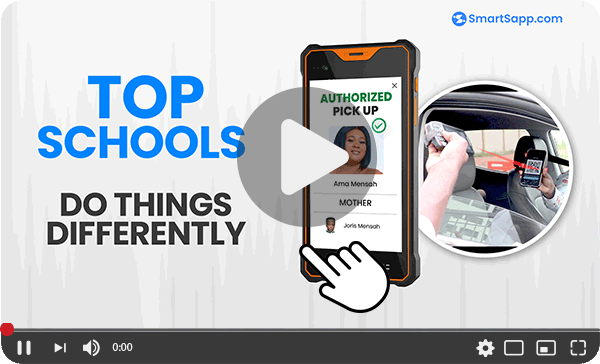 SmartSapp.com
TOP
SCHOOLS
DO THINGS
DIFFERENTLY
AUTHORIZED
PICK UP
Ama Mensah
MOTHER
Joris Mensah
0:00